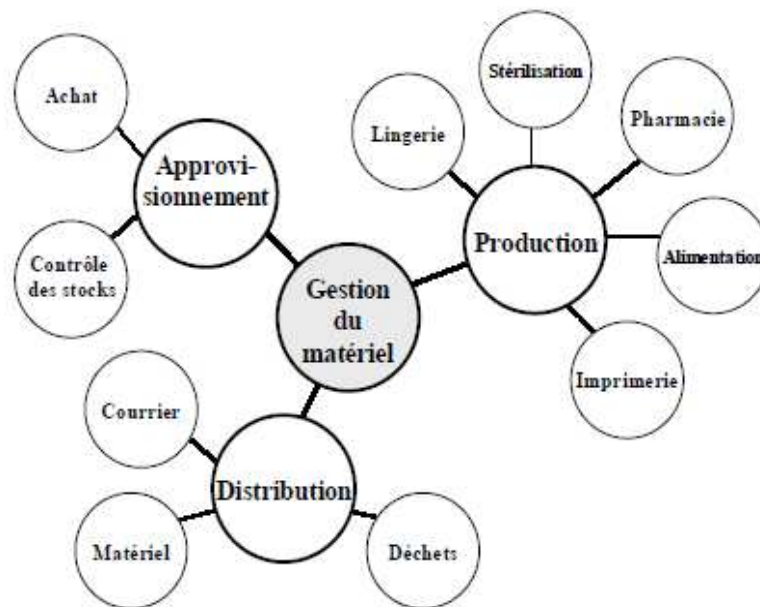 Achat
Approvi-
sionnement
Contrôle
des stocks
Gestion
du
matériel
Stérilisation
Lingerie
Pharmacie
Production
Alimentation
Imprimerie
Courrier
Distribution
Matériel
Déchets